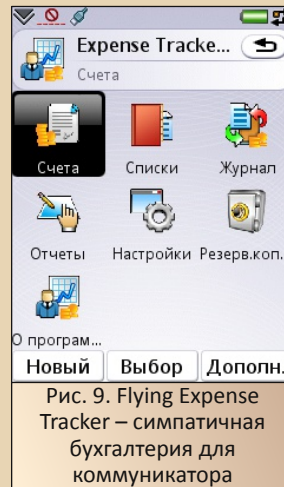 Expense Tracke...
Счета
Счета Списки Журнал
Отчеты Настройки Резерв.коп.
О програм...
Новый Выбор Дополн.
Рис. 9. Flying Expense
Tracker – симпатичная
бухгалтерия для
коммуникатора